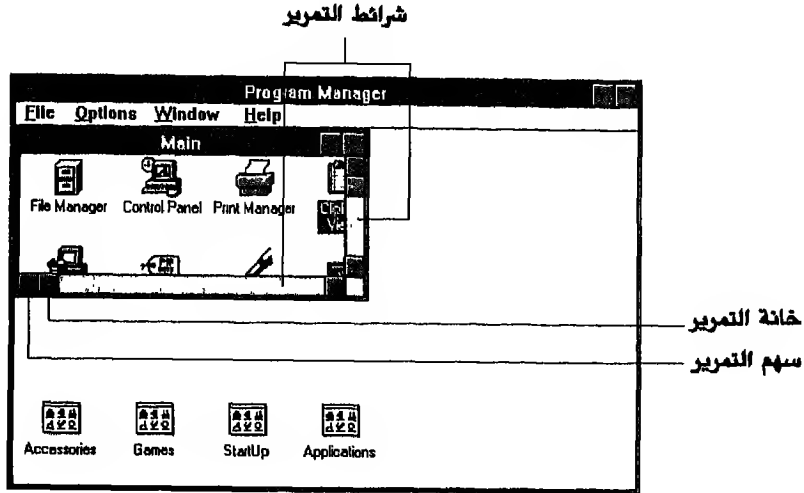 شرائط التمرير
Program Manager
File Options Window Help
Main
File Manager Control Panel Print Manager
خانة التمرير
سهم التمرير
Accessories Games StartUp Applications